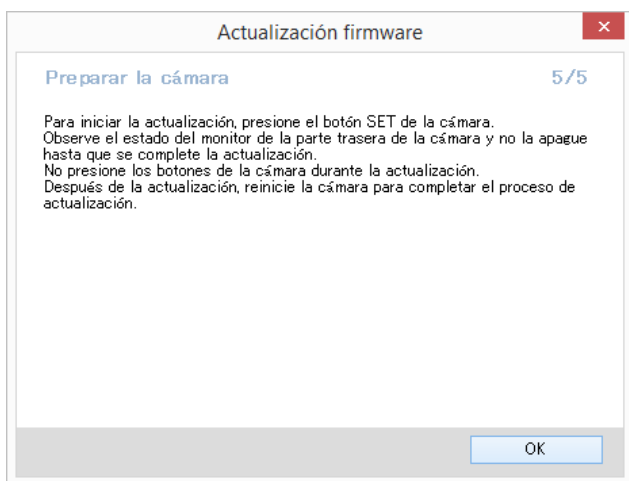 Actualización firmware
Preparar la cámara 5/5
Para iniciar la actualización, presione el botón SET de la cámara.
Observe el estado del monitor de la parte trasera de la cámara y no la apague
hasta que se complete la actualización.
No presione los botones de la cámara durante la actualización.
Después de la actualización, reinicie la cámara para completar el proceso de
actualización.
OK